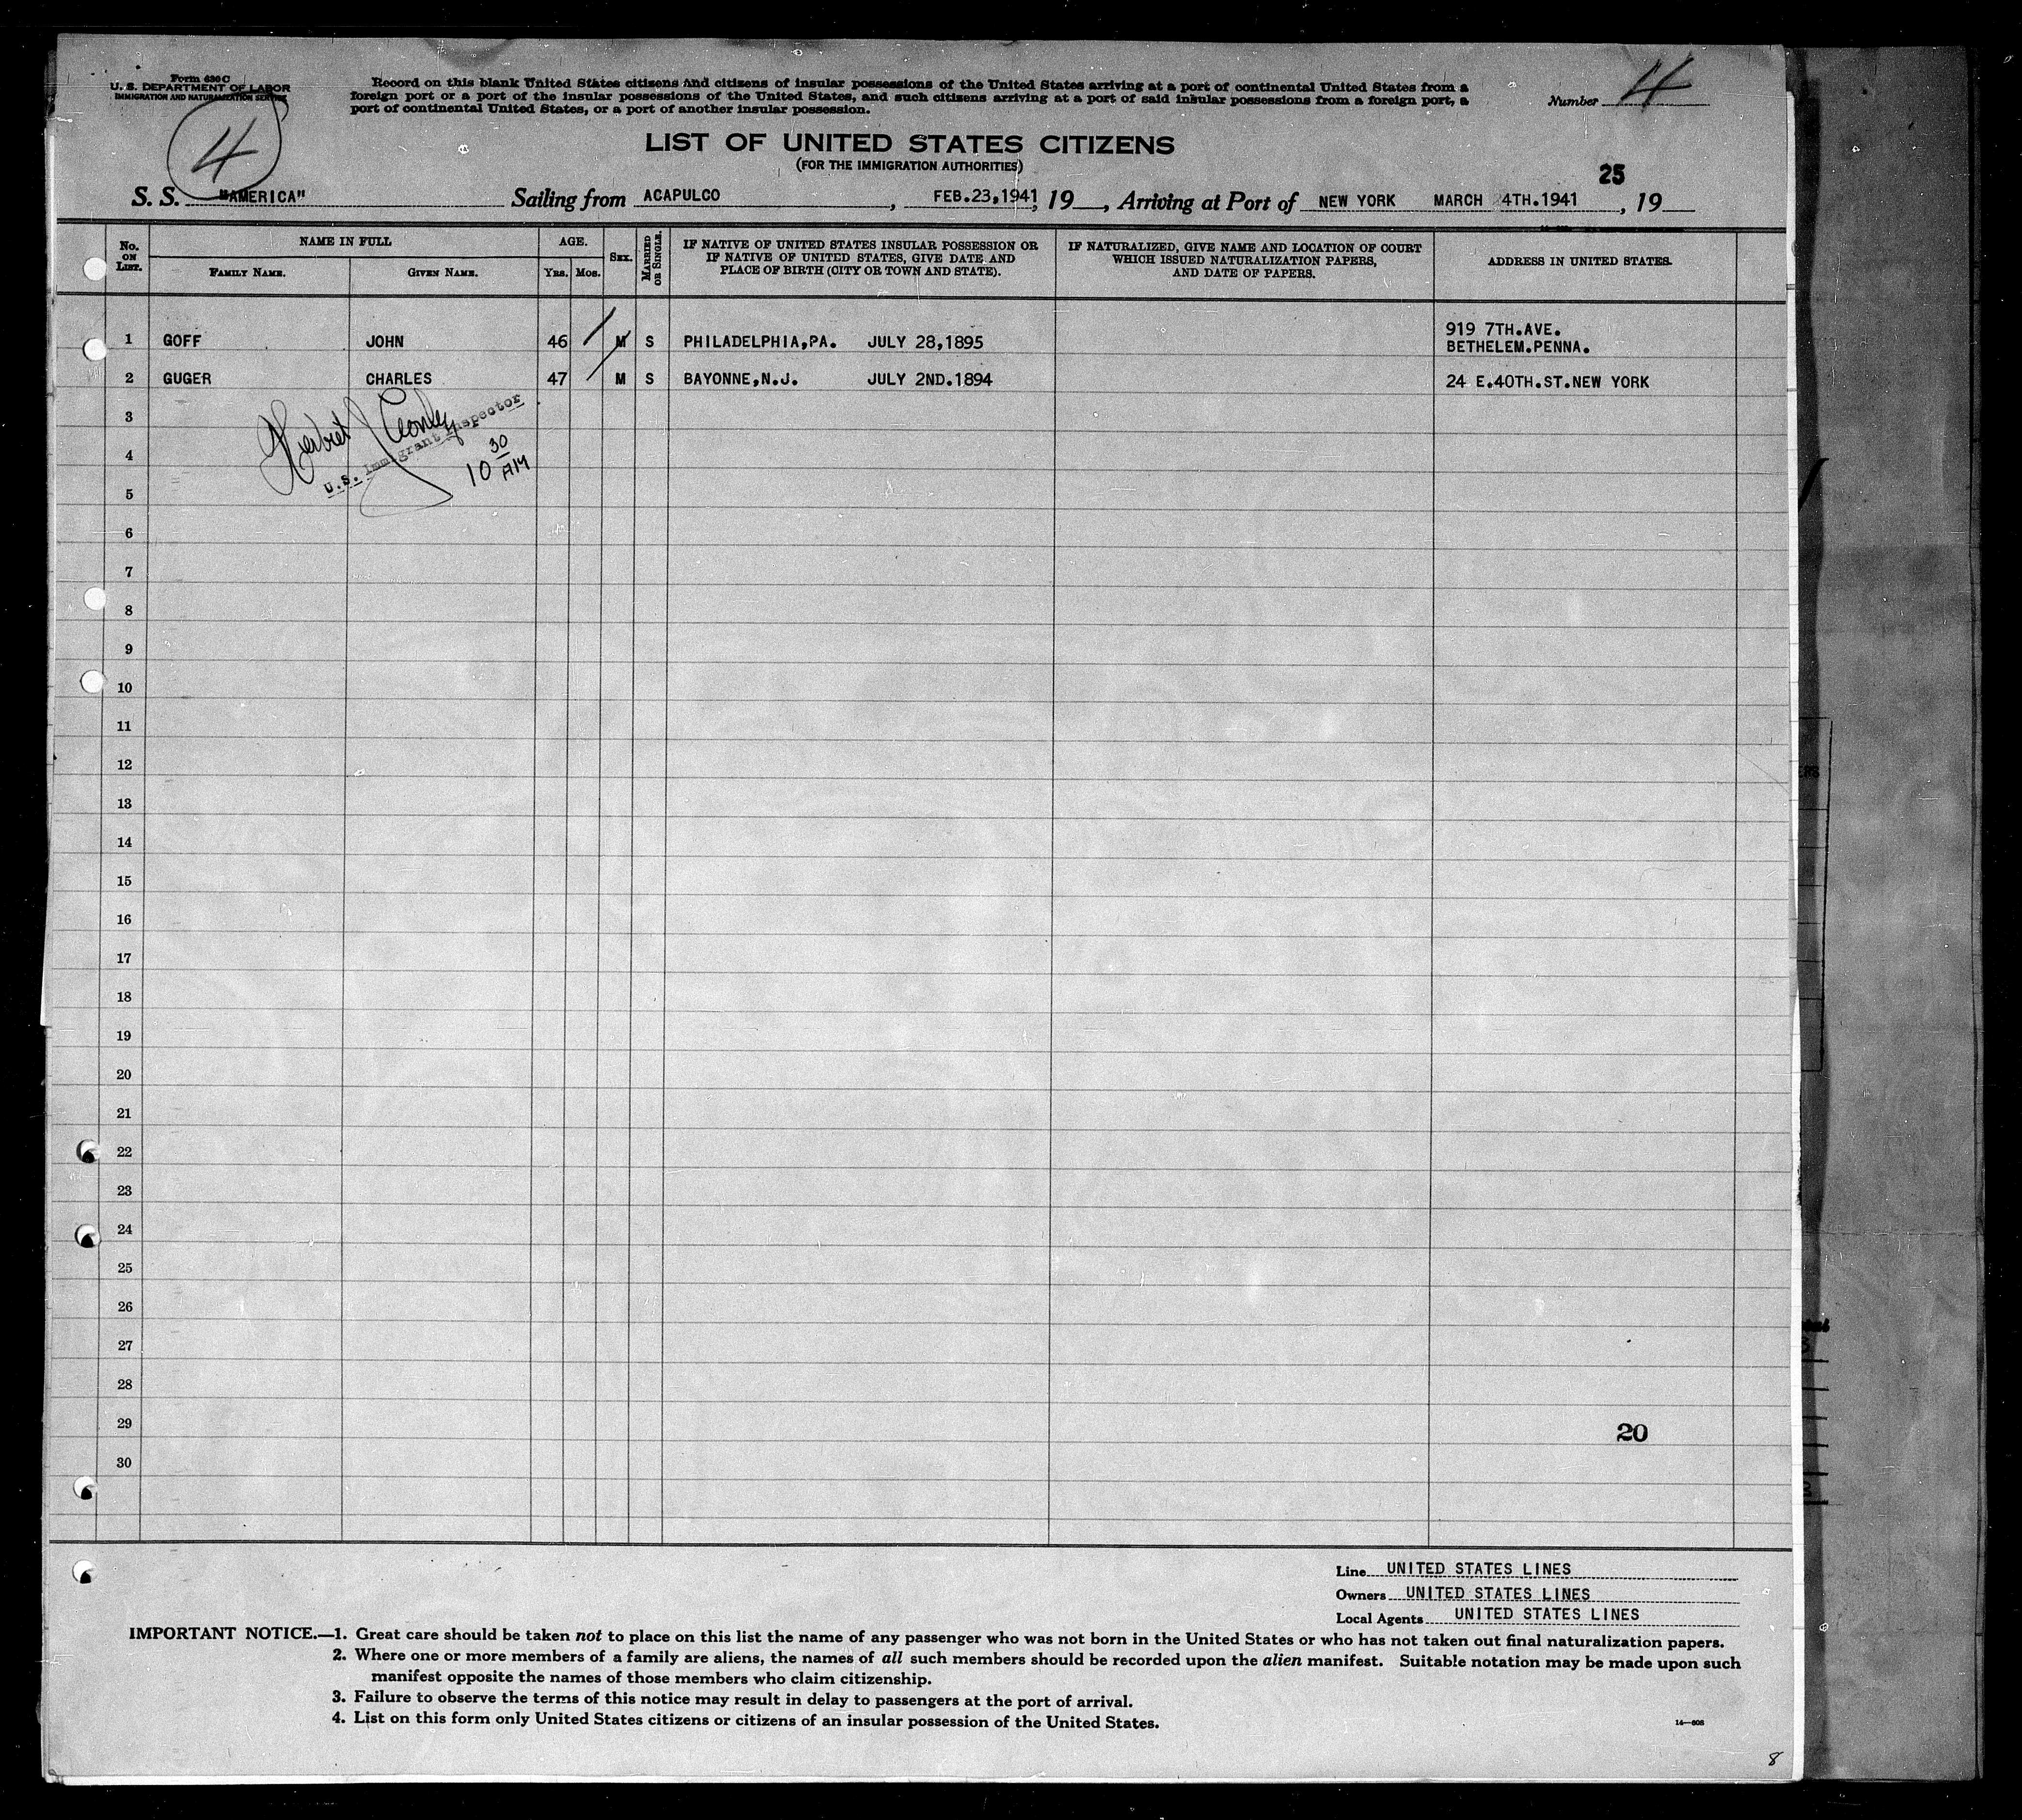 Form 630 C
U. S. DEPARTMENT OF LABOR
IMMIGRATION AND NATURALIZATION SERVICE
4
Record on this blank United States citizens and citizens of insular possessions of the United States arriving at a port of continental United States from a
foreign port or a port of the insular possessions of the United States, and such citizens arriving at a port of said insular possessions from a foreign port, a
port of continental United States, or a port of another insular possession.
Number 4
LIST OF UNITED STATES CITIZENS
(FOR THE IMMIGRATION AUTHORITIES)
25
S. S. "AMERICA" Sailing from ACAPULCO, FEB.23,1941, 19__, Arriving at Port of NEW YORK MARCH 4TH.1941, 19__
No. ON LIST.
NAME IN FULL
FAMILY NAME. GIVEN NAME.
AGE.
YRS. MOS.
SEX.
MARRIED OR SINGLE.
IF NATIVE OF UNITED STATES INSULAR POSSESSION OR
IF NATIVE OF UNITED STATES, GIVE DATE AND
PLACE OF BIRTH (CITY OR TOWN AND STATE).
IF NATURALIZED, GIVE NAME AND LOCATION OF COURT
WHICH ISSUED NATURALIZATION PAPERS,
AND DATE OF PAPERS.
ADDRESS IN UNITED STATES.
1 GOFF JOHN 46 M S PHILADELPHIA,PA. JULY 28,1895 919 7TH.AVE.
BETHELEM.PENNA.
2 GUGER CHARLES 47 M S BAYONNE,N.J. JULY 2ND.1894 24 E.40TH.ST.NEW YORK
U.S. Immigrant Inspector
10 30 AM
3
4
5
6
7
8
9
10
11
12
13
14
15
16
17
18
19
20
21
22
23
24
25
26
27
28
29
20
30
Line UNITED STATES LINES
Owners UNITED STATES LINES
Local Agents UNITED STATES LINES
IMPORTANT NOTICE.—1. Great care should be taken not to place on this list the name of any passenger who was not born in the United States or who has not taken out final naturalization papers.
2. Where one or more members of a family are aliens, the names of all such members should be recorded upon the alien manifest. Suitable notation may be made upon such
manifest opposite the names of those members who claim citizenship.
3. Failure to observe the terms of this notice may result in delay to passengers at the port of arrival.
4. List on this form only United States citizens or citizens of an insular possession of the United States.
14—608
8